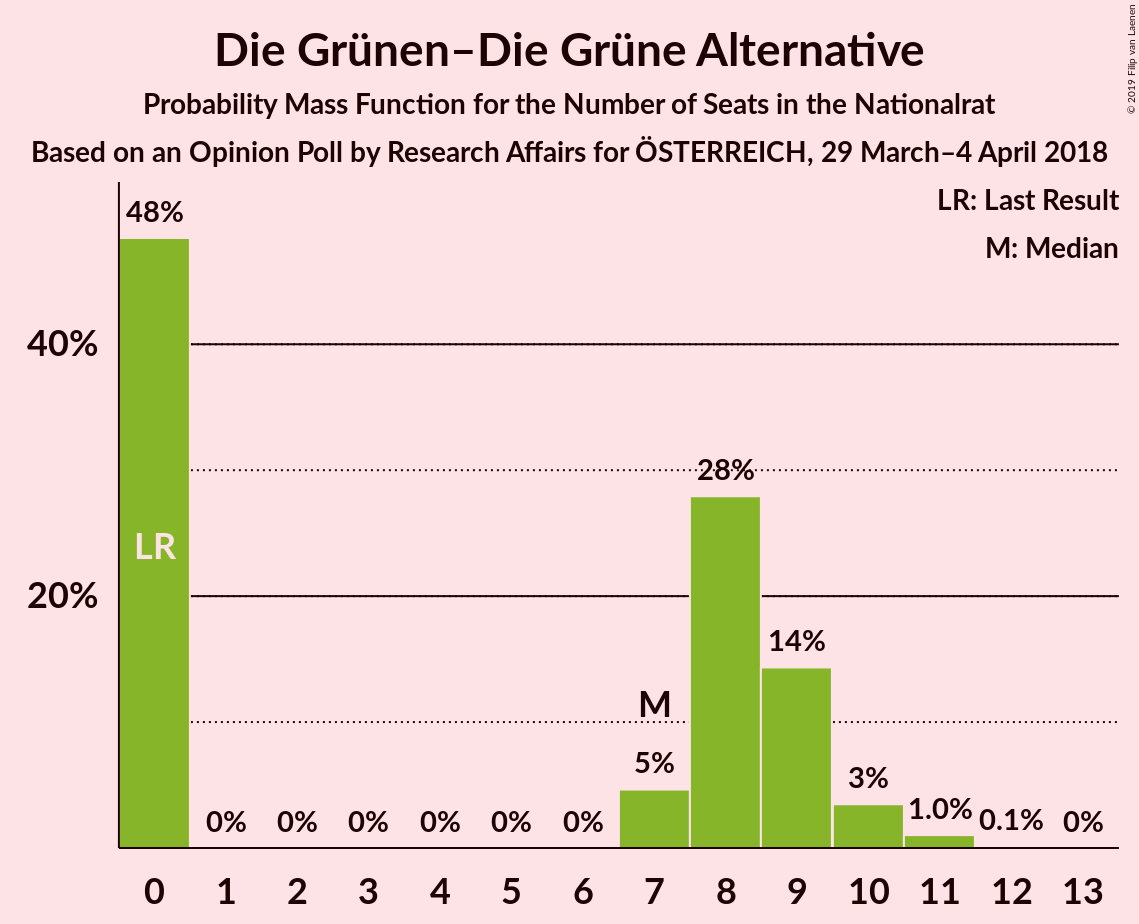 Die Grünen–Die Grüne Alternative
Probability Mass Function for the Number of Seats in the Nationalrat
Based on an Opinion Poll by Research Affairs for ÖSTERREICH, 29 March–4 April 2018
© 2019 Filip van Laenen
LR: Last Result
M: Median
48%
40%
28%
LR
20%
14%
M
5%
3%
0% 0% 0% 0% 0% 0% 1.0% 0.1% 0%
0 1 2 3 4 5 6 7 8 9 10 11 12 13